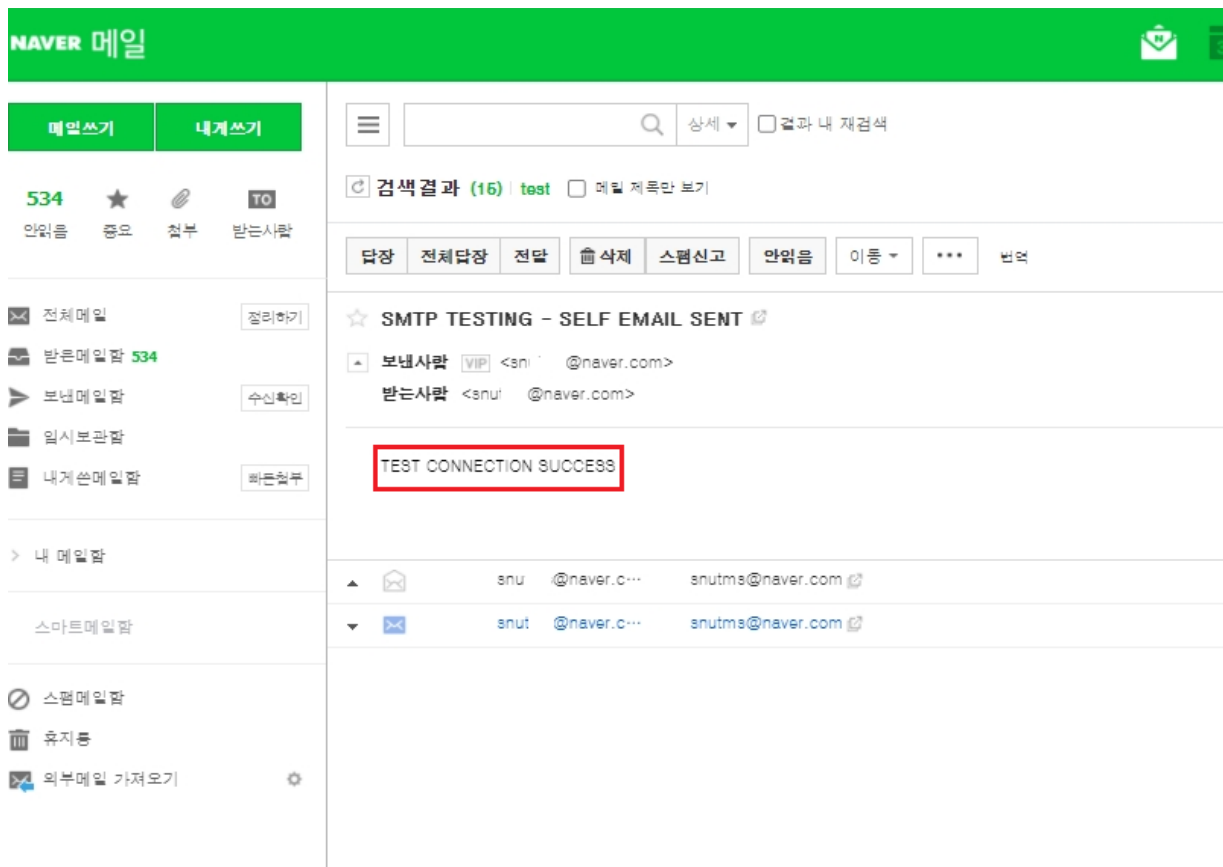 NAVER 메일
메일쓰기 내게쓰기
534 TO
안읽음 중요 첨부 받는사람
전체메일 정리하기
받은메일함 534
보낸메일함 수신확인
임시보관함
내게쓴메일함 빠른첨부
내 메일함
스마트메일함
스팸메일함
휴지통
외부메일 가져오기
상세 결과 내 재검색
검색결과 (15) test 메일 제목만 보기
답장 전체답장 전달 삭제 스팸신고 안읽음 이동 ••• 번역
SMTP TESTING - SELF EMAIL SENT
보낸사람 VIP <sn @naver.com>
받는사람 <snut @naver.com>
TEST CONNECTION SUCCESS
snu @naver.c··· snutms@naver.com
snut @naver.c··· snutms@naver.com